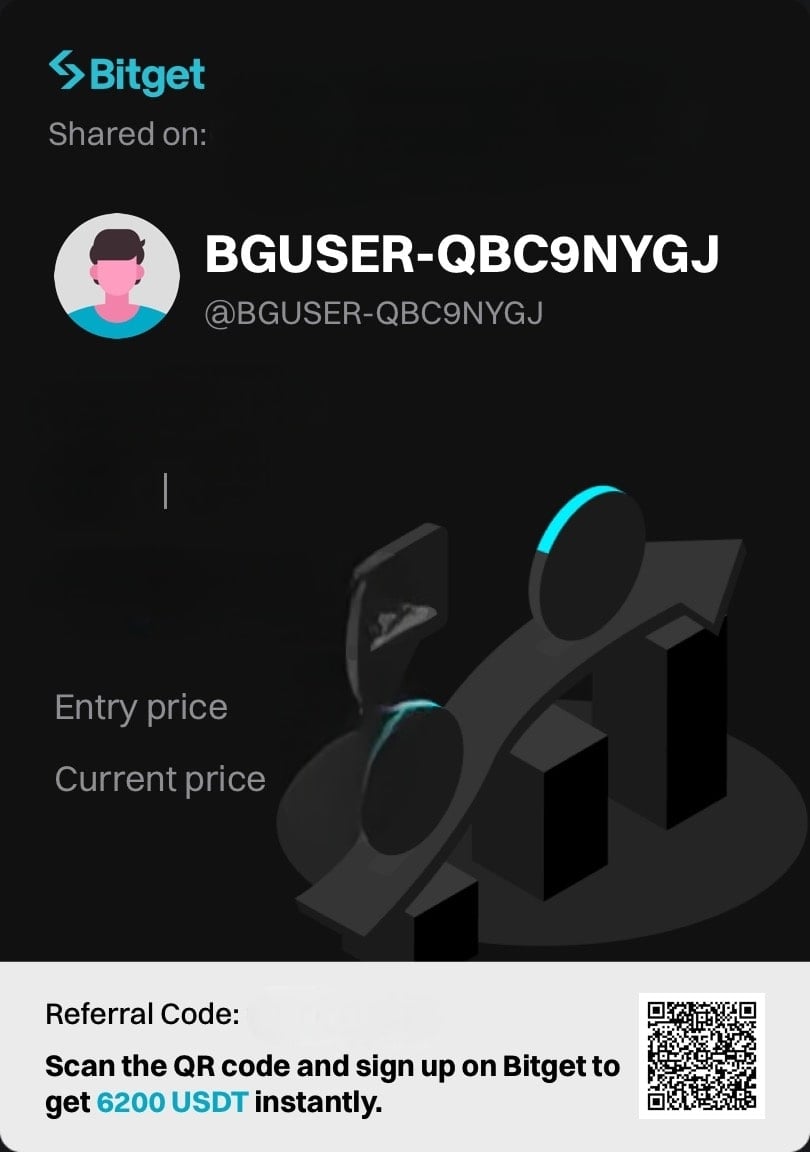 Bitget
Shared on:
BGUSER-QBC9NYGJ
@BGUSER-QBC9NYGJ
|
Entry price
Current price
Referral Code:
Scan the QR code and sign up on Bitget to
get 6200 USDT instantly.